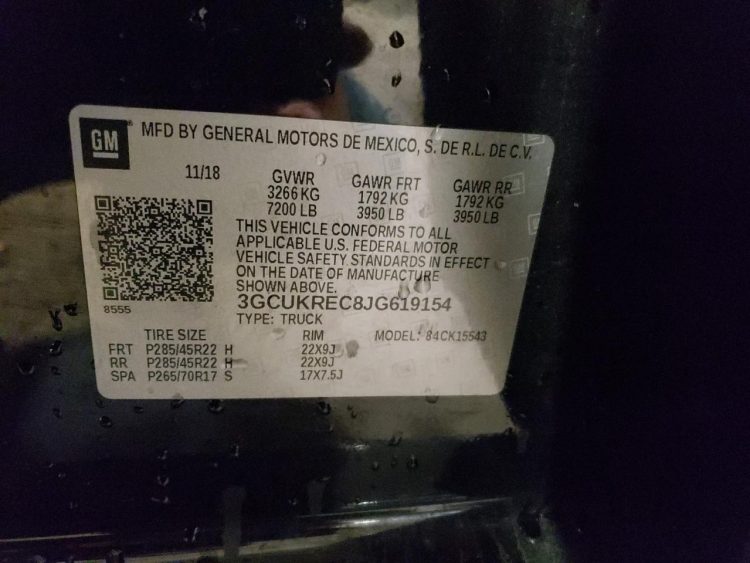 GM
MFD BY GENERAL MOTORS DE MEXICO, S. DE R.L. DE C.V.
11/18 GVWR GAWR FRT GAWR RR
3266 KG 1792 KG 1792 KG
7200 LB 3950 LB 3950 LB
THIS VEHICLE CONFORMS TO ALL
APPLICABLE U.S. FEDERAL MOTOR
VEHICLE SAFETY STANDARDS IN EFFECT
ON THE DATE OF MANUFACTURE
SHOWN ABOVE.
8555
3GCUKREC8JG619154
TYPE: TRUCK
TIRE SIZE RIM MODEL: 84CK15543
FRT P285/45R22 H 22X9J
RR P285/45R22 H 22X9J
SPA P265/70R17 S 17X7.5J